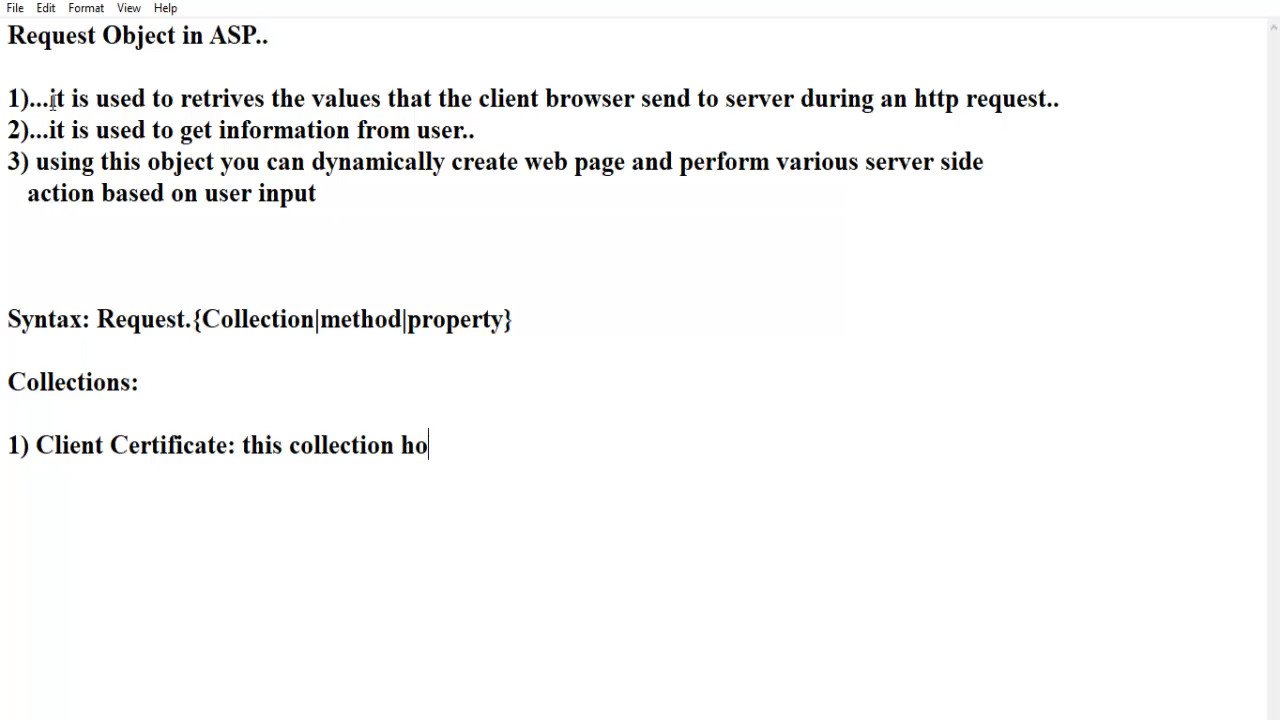 File Edit Format View Help
Request Object in ASP..
1)...it is used to retrives the values that the client browser send to server during an http request..
2)...it is used to get information from user..
3) using this object you can dynamically create web page and perform various server side
action based on user input
Syntax: Request.{Collection|method|property}
Collections:
1) Client Certificate: this collection ho